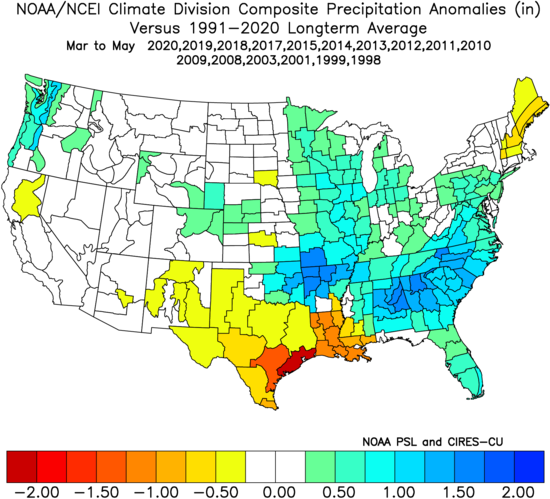 NOAA/NCEI Climate Division Composite Precipitation Anomalies (in)
Versus 1991-2020 Longterm Average
Mar to May 2020,2019,2018,2017,2015,2014,2013,2012,2011,2010
2009,2008,2003,2001,1999,1998
NOAA PSL and CIRES-CU
-2.00 -1.50 -1.00 -0.50 0.00 0.50 1.00 1.50 2.00